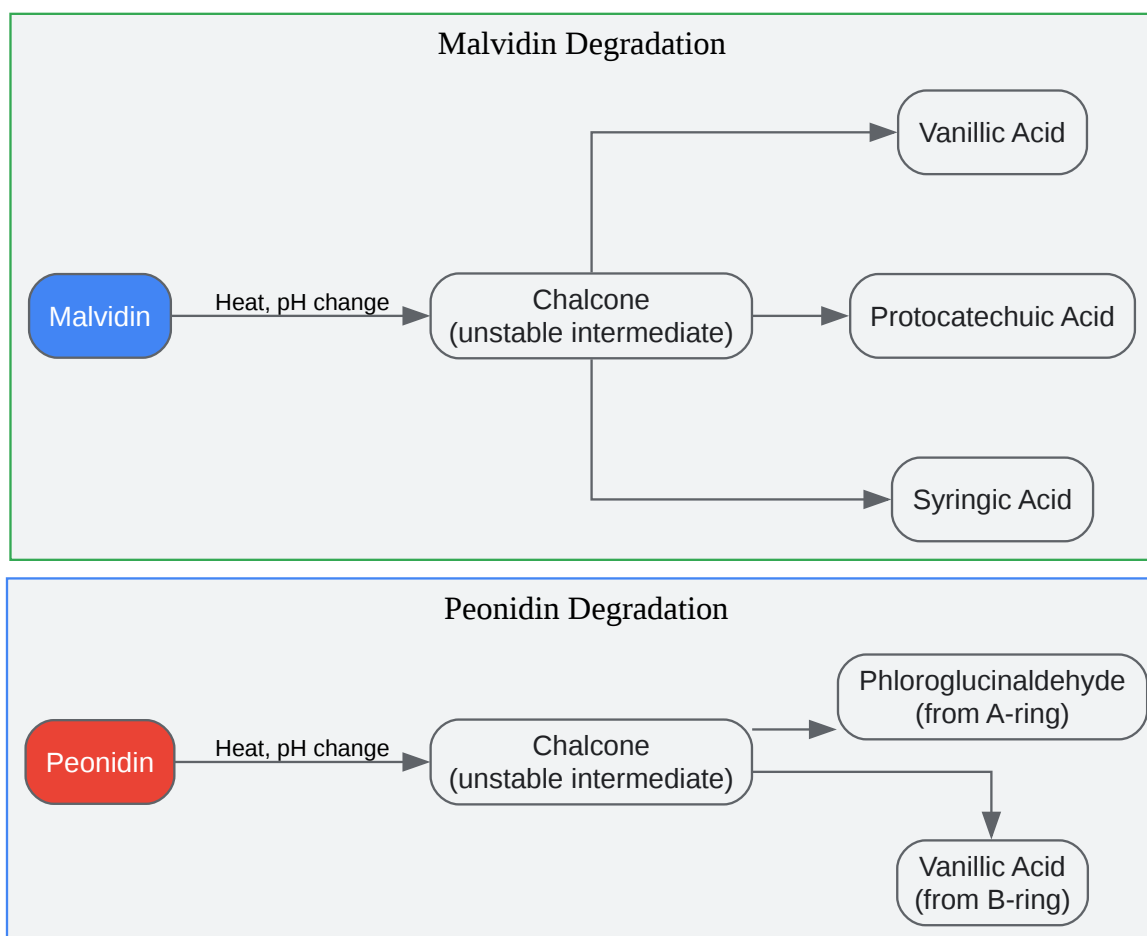 Malvidin Degradation
Vanillic Acid
Malvidin
Heat, pH change
Chalcone
(unstable intermediate)
Protocatechuic Acid
Syringic Acid
Peonidin Degradation
Phloroglucinaldehyde
(from A-ring)
Peonidin
Heat, pH change
Chalcone
(unstable intermediate)
Vanillic Acid
(from B-ring)